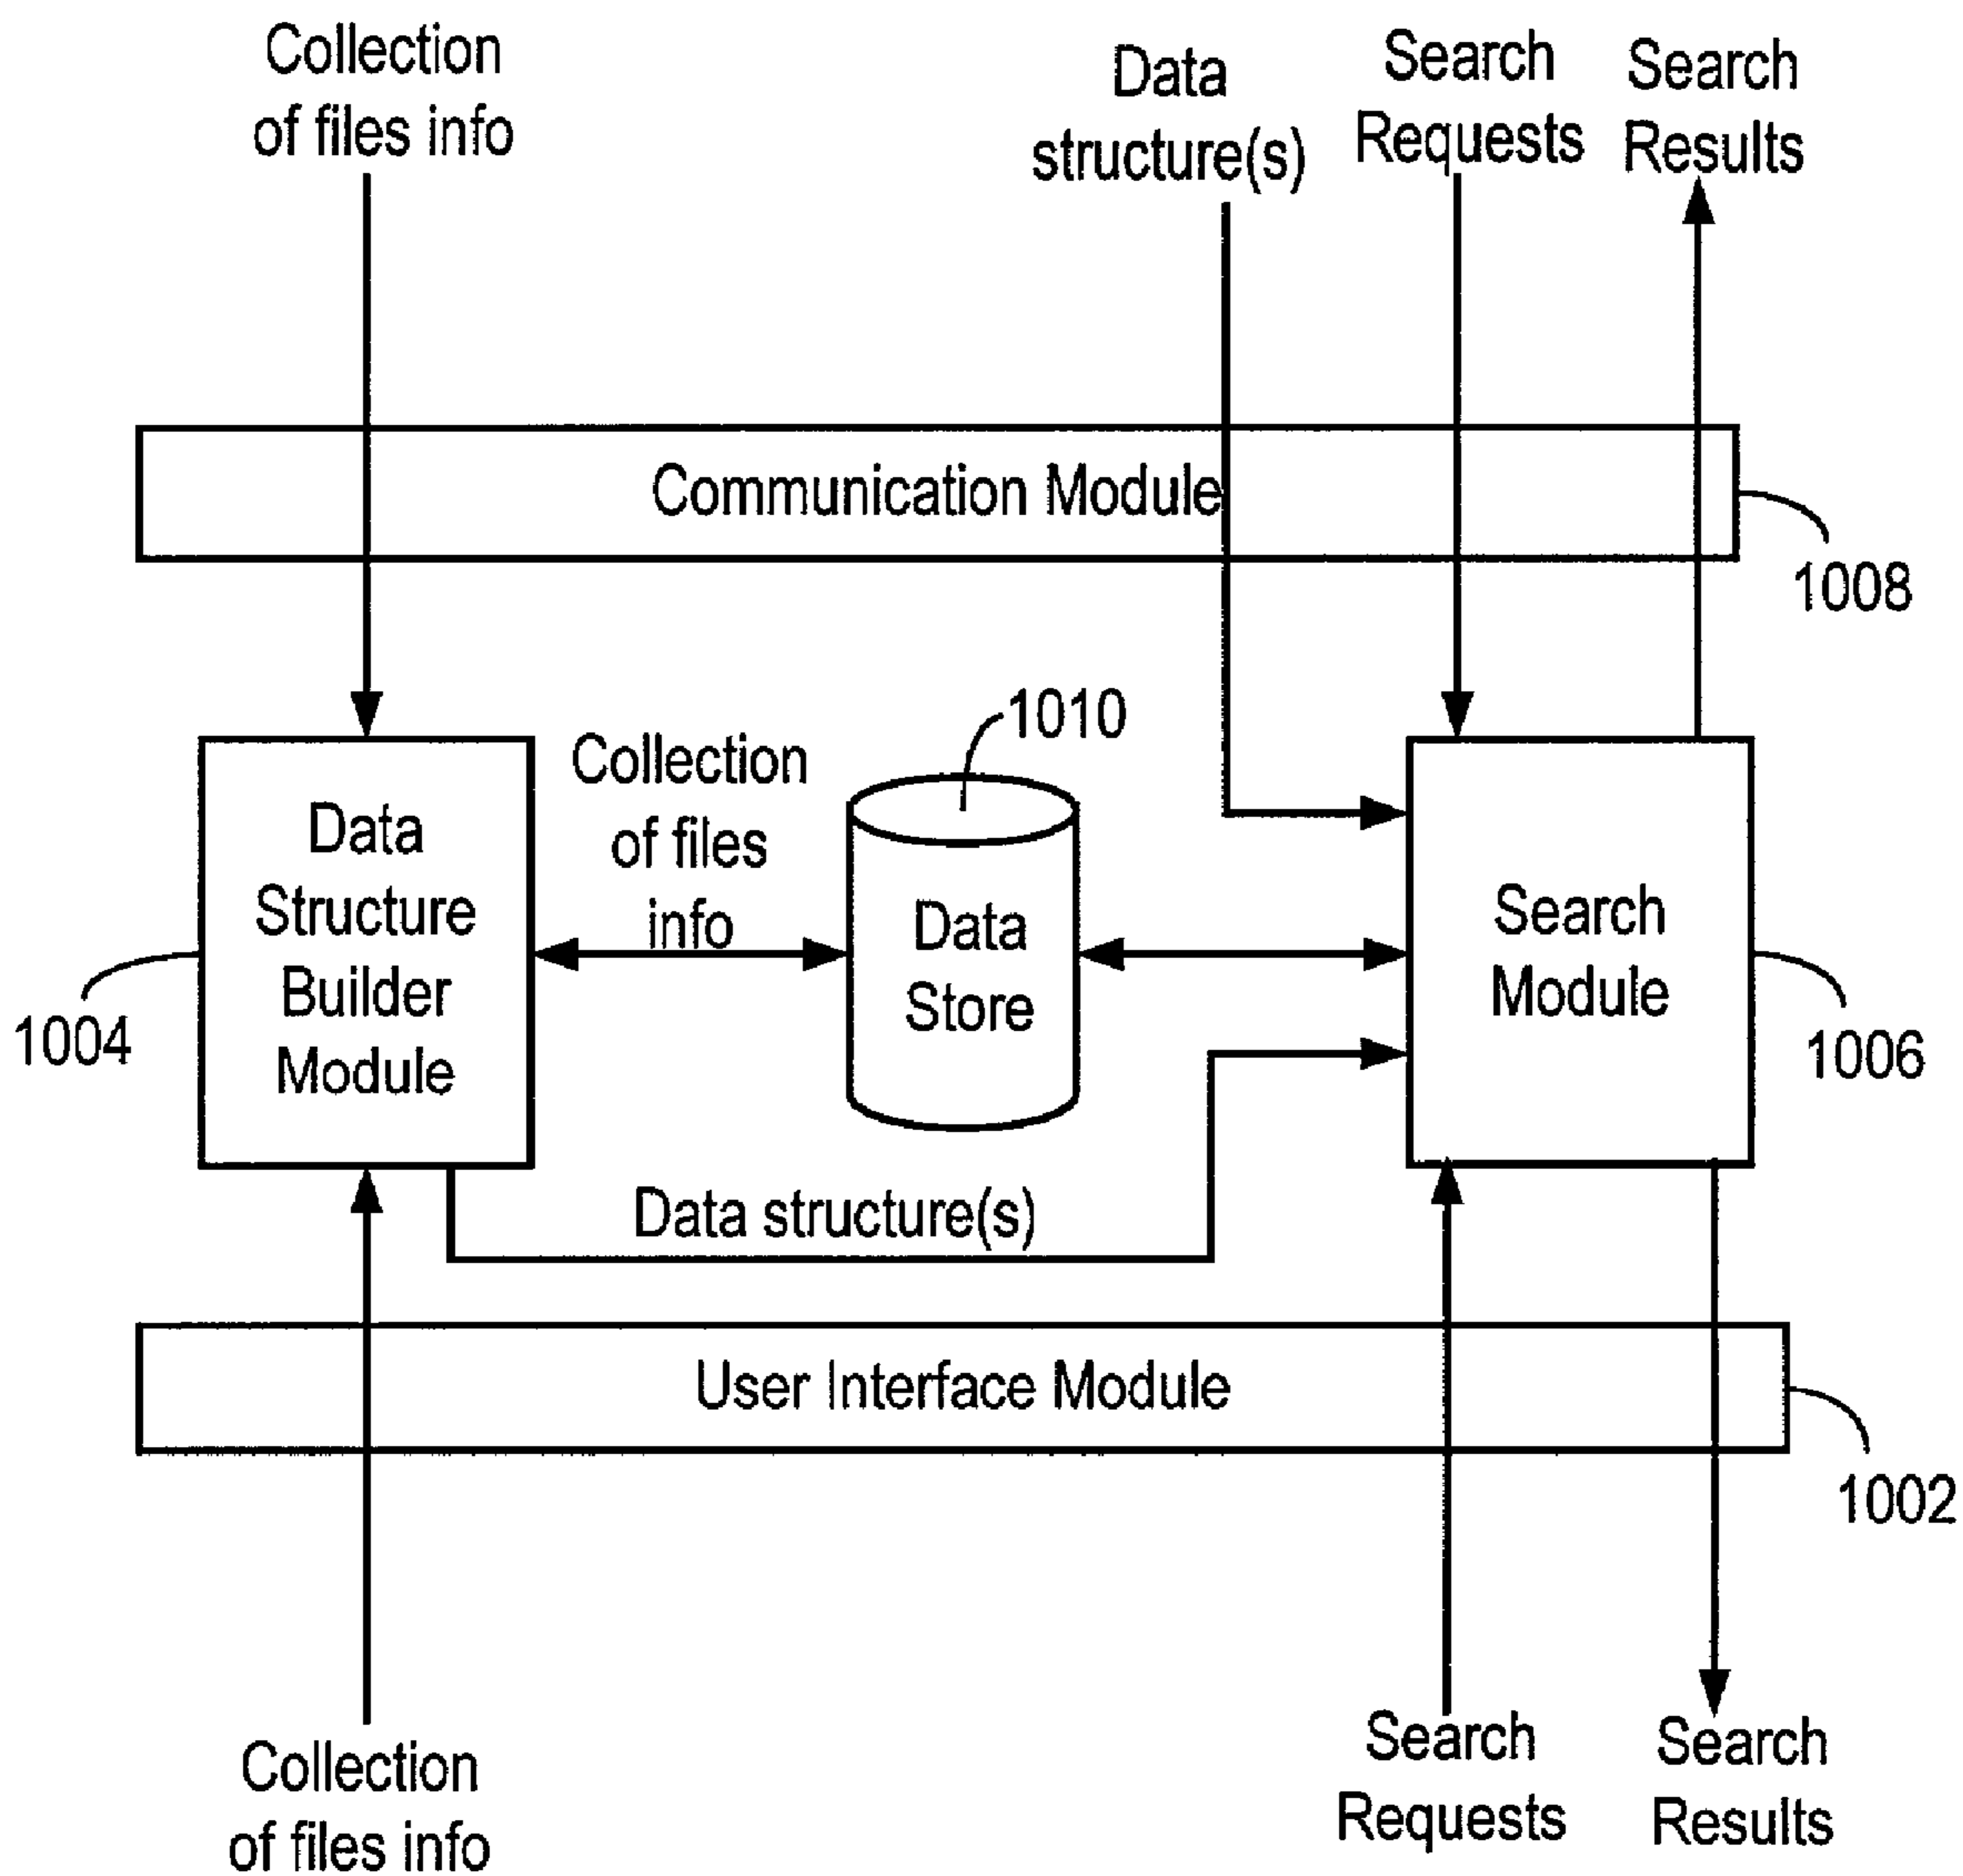 Collection
of files info
Data
structure(s)
Search
Requests
Search
Results
Communication Module
1008
1010
Collection
of files
info
Data
Structure
Builder
Module
1004
Data
Store
Search
Module
1006
Data structure(s)
User Interface Module
1002
Collection
of files info
Search
Requests
Search
Results